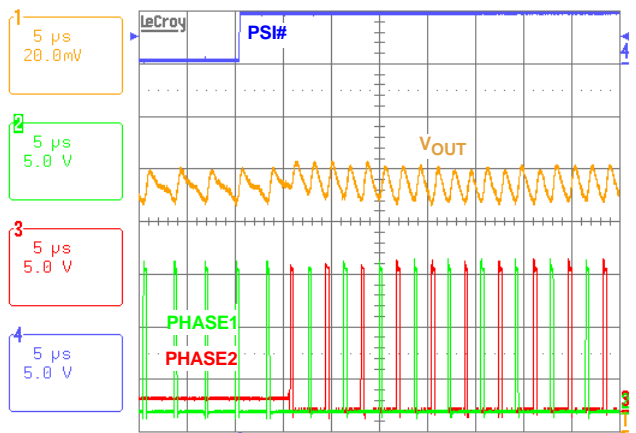 1
5 µs
20.0mV
2
5 µs
5.0 V
3
5 µs
5.0 V
4
5 µs
5.0 V
LeCroy
PSI#
4
VOUT
PHASE1
PHASE2
3
1